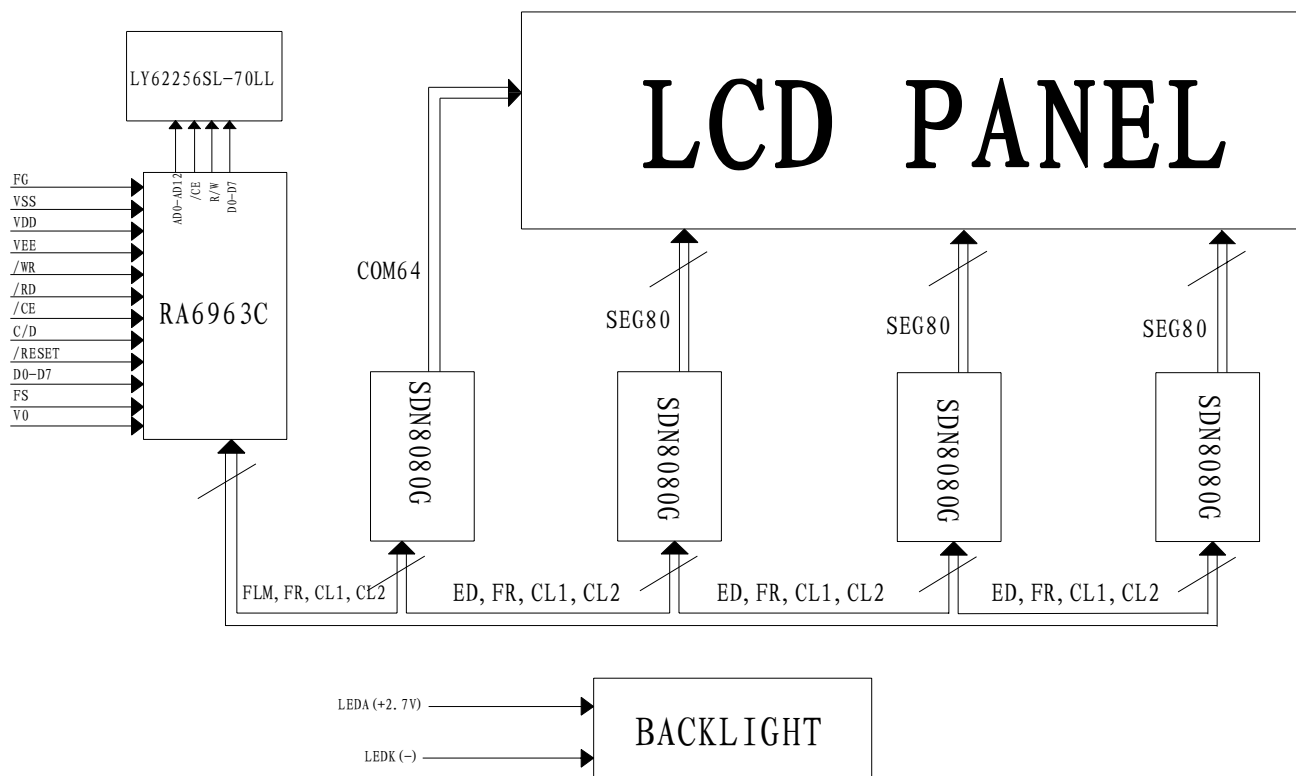 LY62256SL-70LL
LCD PANEL
AD0-AD12
/CE
R/W
D0-D7
FG
VSS
VDD
VEE
/WR
/RD
/CE
C/D
/RESET
D0-D7
FS
V0
RA6963C
COM64
SEG80
SEG80
SEG80
SDN8080G
SDN8080G
SDN8080G
SDN8080G
FLM, FR, CL1, CL2
ED, FR, CL1, CL2
ED, FR, CL1, CL2
ED, FR, CL1, CL2
LEDA(+2.7V)
LEDK(-)
BACKLIGHT